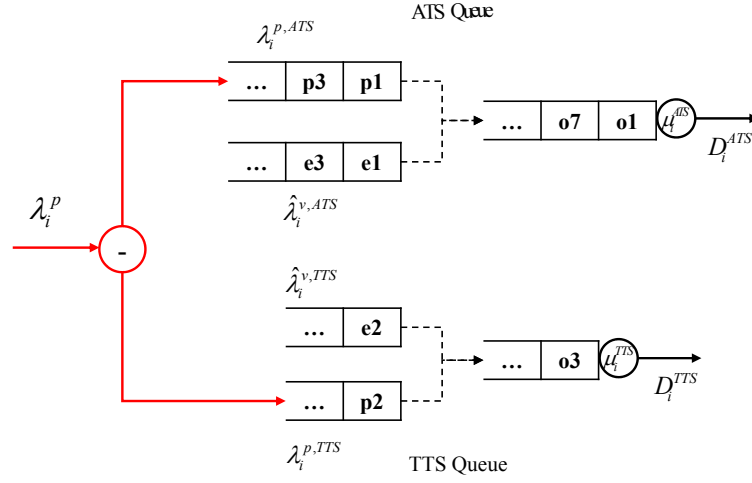 ATS Queue
λ_i^{p,ATS}
... p3 p1
... o7 o1 μ_i^{ATS}
D_i^{ATS}
... e3 e1
λ̂_i^{v,ATS}
λ_i^p
-
λ̂_i^{v,TTS}
... e2
... o3 μ_i^{TTS}
D_i^{TTS}
... p2
λ_i^{p,TTS}
TTS Queue